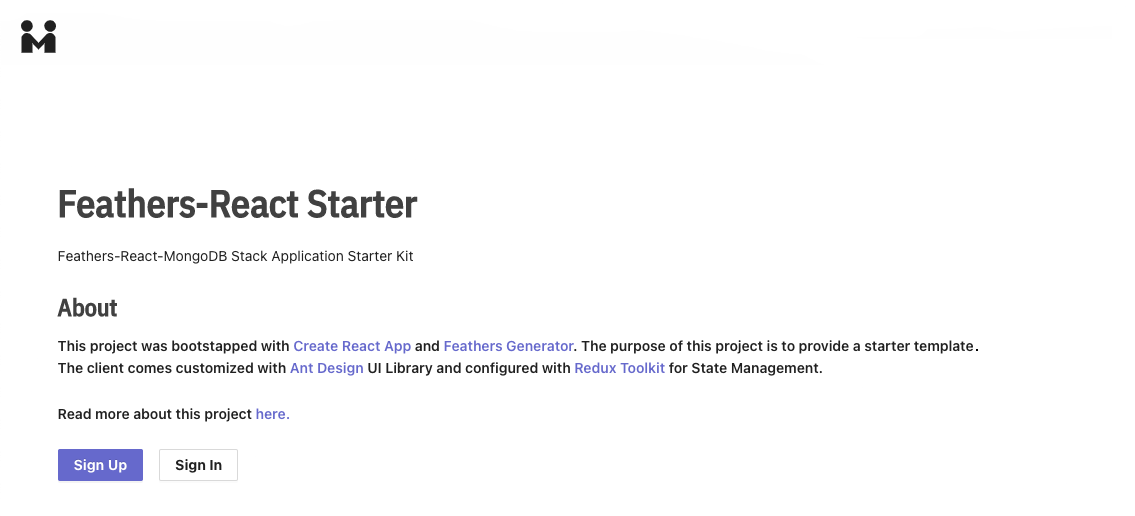 Feathers-React Starter
Feathers-React-MongoDB Stack Application Starter Kit
About
This project was bootstapped with Create React App and Feathers Generator. The purpose of this project is to provide a starter template.
The client comes customized with Ant Design UI Library and configured with Redux Toolkit for State Management.
Read more about this project here.
Sign Up
Sign In